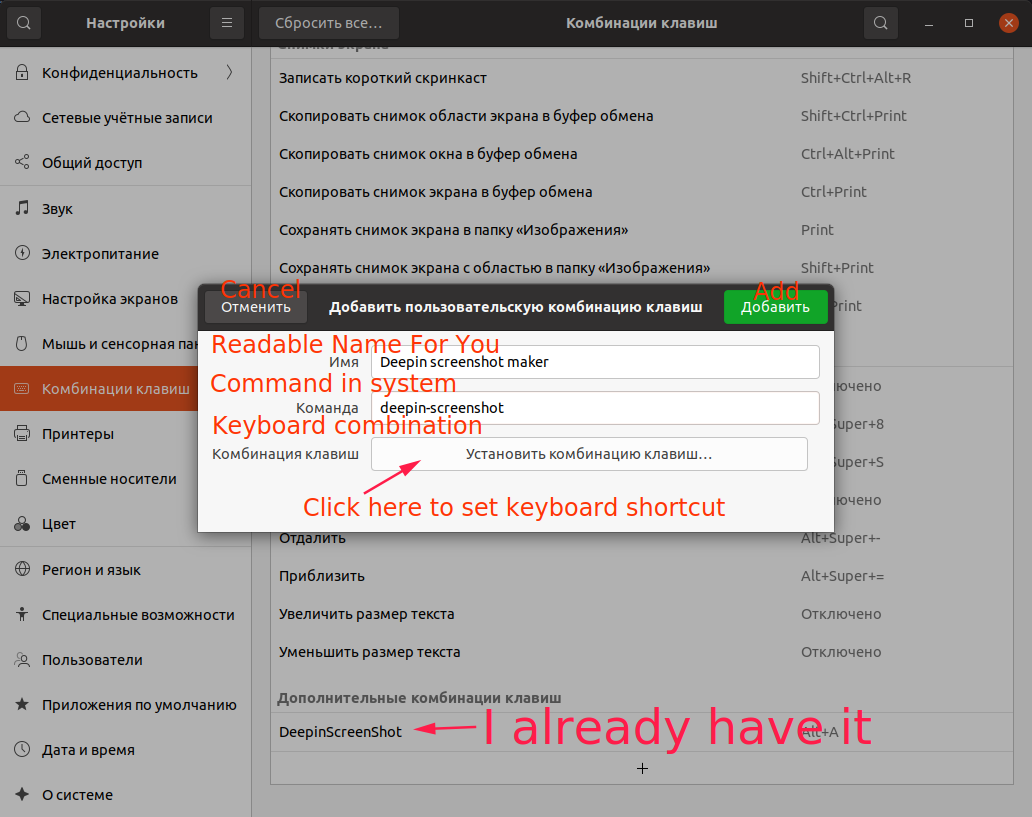 Настройки
Сбросить все…
Комбинации клавиш
Конфиденциальность
Сетевые учётные записи
Общий доступ
Звук
Электропитание
Настройка экранов
Мышь и сенсорная пан
Комбинации клавиш
Принтеры
Сменные носители
Цвет
Регион и язык
Специальные возможности
Пользователи
Приложения по умолчанию
Дата и время
О системе
Снимки экрана
Записать короткий скринкаст Shift+Ctrl+Alt+R
Скопировать снимок области экрана в буфер обмена Shift+Ctrl+Print
Скопировать снимок окна в буфер обмена Ctrl+Alt+Print
Скопировать снимок экрана в буфер обмена Ctrl+Print
Сохранять снимок экрана в папку «Изображения» Print
Сохранять снимок экрана с областью в папку «Изображения» Shift+Print
Print
Cancel
Add
Отменить
Добавить пользовательскую комбинацию клавиш
Добавить
Readable Name For You
Имя Deepin screenshot maker
Command in system
Команда deepin-screenshot
Keyboard combination
Комбинация клавиш Установить комбинацию клавиш…
Click here to set keyboard shortcut
ключено
Super+8
Super+S
ключено
Отдалить Alt+Super+-
Приблизить Alt+Super+=
Увеличить размер текста Отключено
Уменьшить размер текста Отключено
Дополнительные комбинации клавиш
DeepinScreenShot Alt+A
I already have it
+